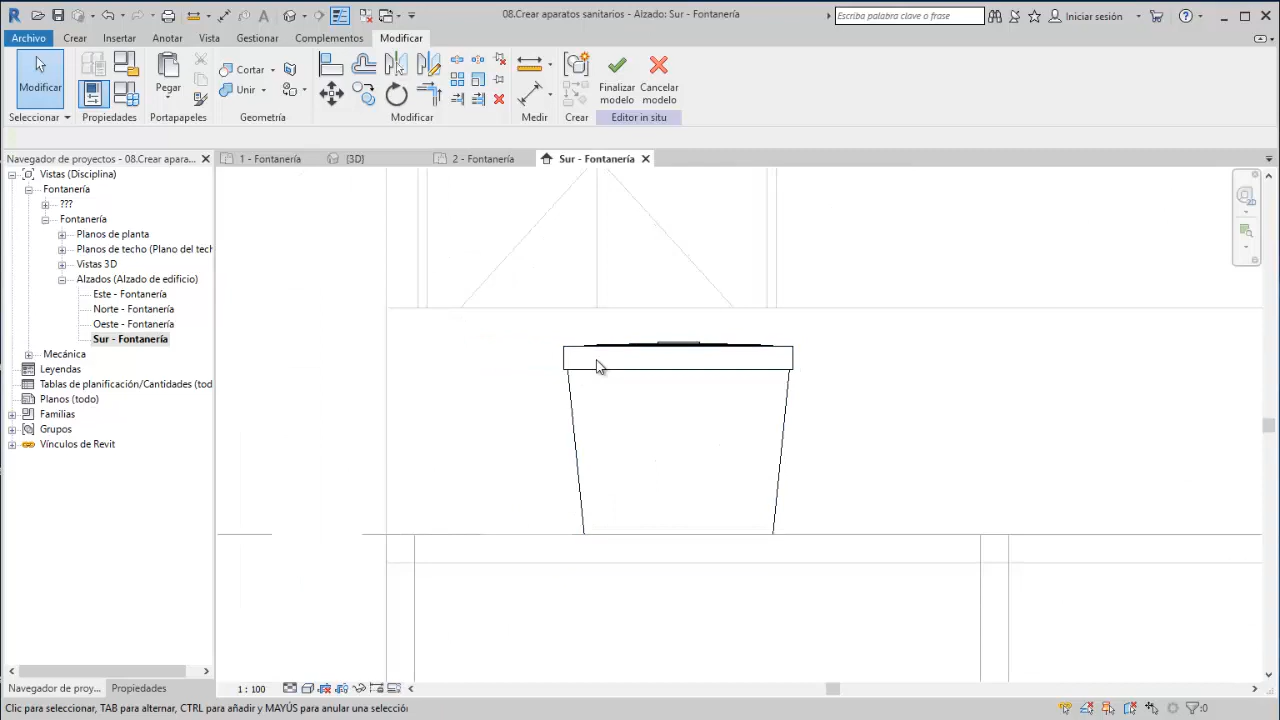 08.Crear aparatos sanitarios - Alzado: Sur - Fontanería
Escriba palabra clave o frase
Iniciar sesión
Archivo
Crear
Insertar
Anotar
Vista
Gestionar
Complementos
Modificar
Modificar
Pegar
Cortar
Unir
Finalizar modelo
Cancelar modelo
Seleccionar
Propiedades
Portapapeles
Geometría
Modificar
Medir
Crear
Editor in situ
Navegador de proyectos - 08.Crear apara...
1 - Fontanería
{3D}
2 - Fontanería
Sur - Fontanería
Vistas (Disciplina)
Fontanería
???
Fontanería
Planos de planta
Planos de techo (Plano del tech
Vistas 3D
Alzados (Alzado de edificio)
Este - Fontanería
Norte - Fontanería
Oeste - Fontanería
Sur - Fontanería
Mecánica
Leyendas
Tablas de planificación/Cantidades (tod
Planos (todo)
Familias
Grupos
Vínculos de Revit
Navegador de proy...
Propiedades
1 : 100
Clic para seleccionar, TAB para alternar, CTRL para añadir y MAYÚS para anular una selección
:0